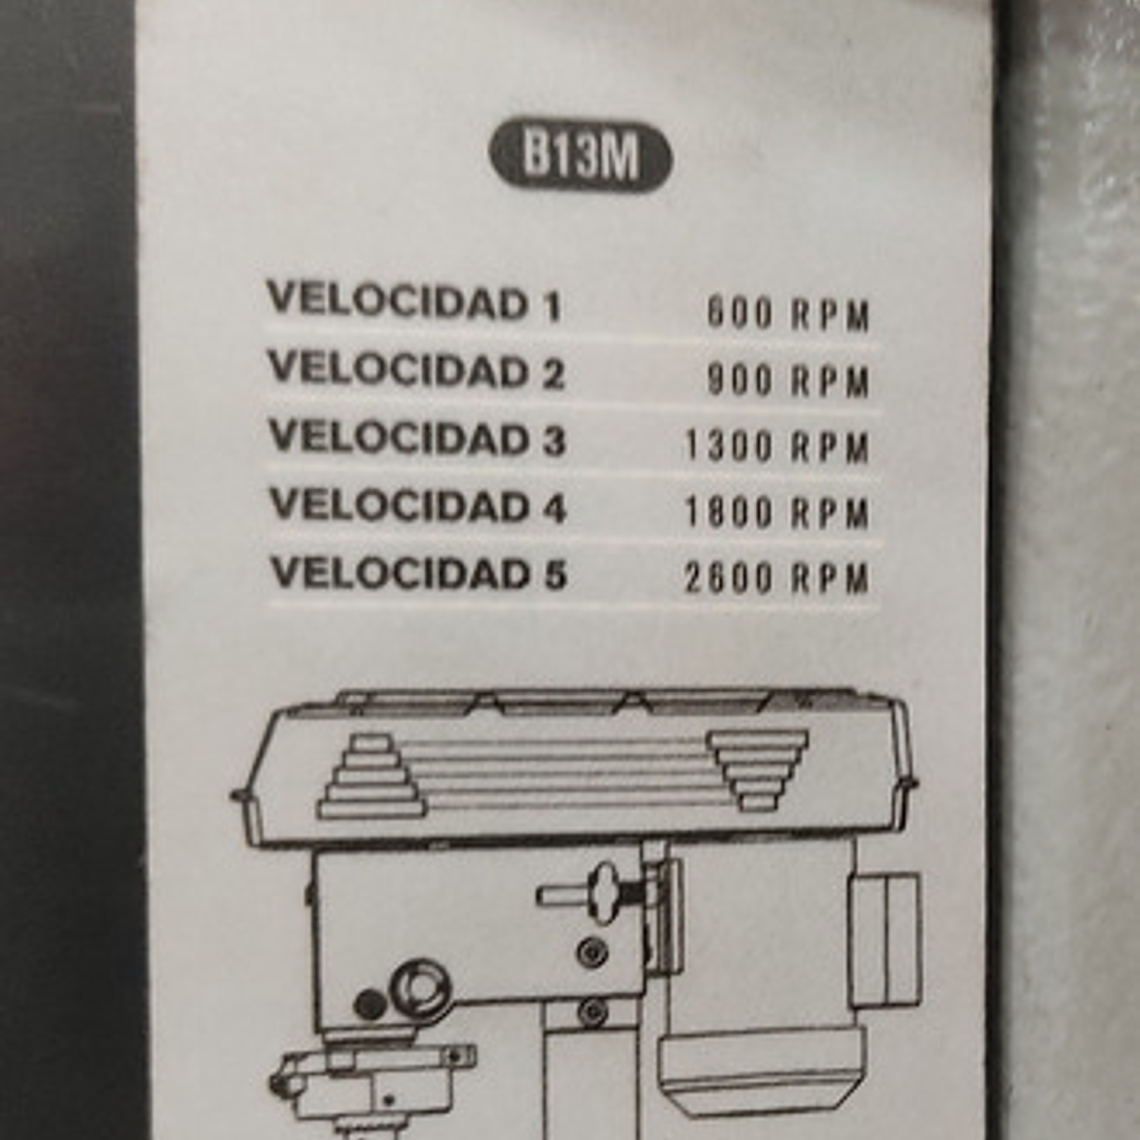 B13M
VELOCIDAD 1 600 RPM
VELOCIDAD 2 900 RPM
VELOCIDAD 3 1300 RPM
VELOCIDAD 4 1800 RPM
VELOCIDAD 5 2600 RPM